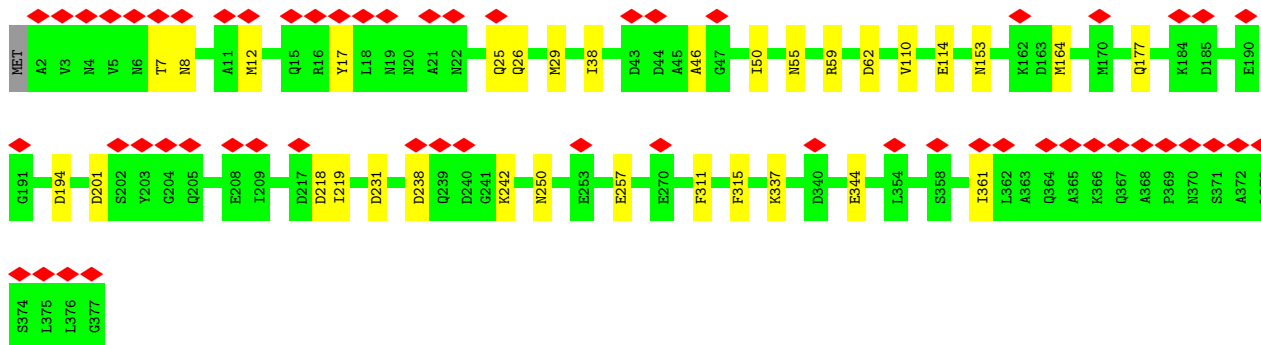 MET A2 V3 N4 V5 N6 T7 N8 A11 M12 Q15 R16 Y17 L18 N19 N20 A21 N22 Q25 Q26 M29 I38 D43 D44 A45 A46 G47 I50 N55 R59 D62 V110 E114 N153 K162 D163 M164 M170 Q177 K184 D185 E190
G191 D194 D201 S202 Y203 G204 Q205 E208 I209 D217 D218 I219 D231 D238 Q239 D240 G241 K242 N250 E253 E257 E270 F311 F315 K337 D340 E344 L354 S358 I361 L362 A363 Q364 A365 K366 Q367 A368 P369 N370 S371 A372
S374 L375 L376 G377